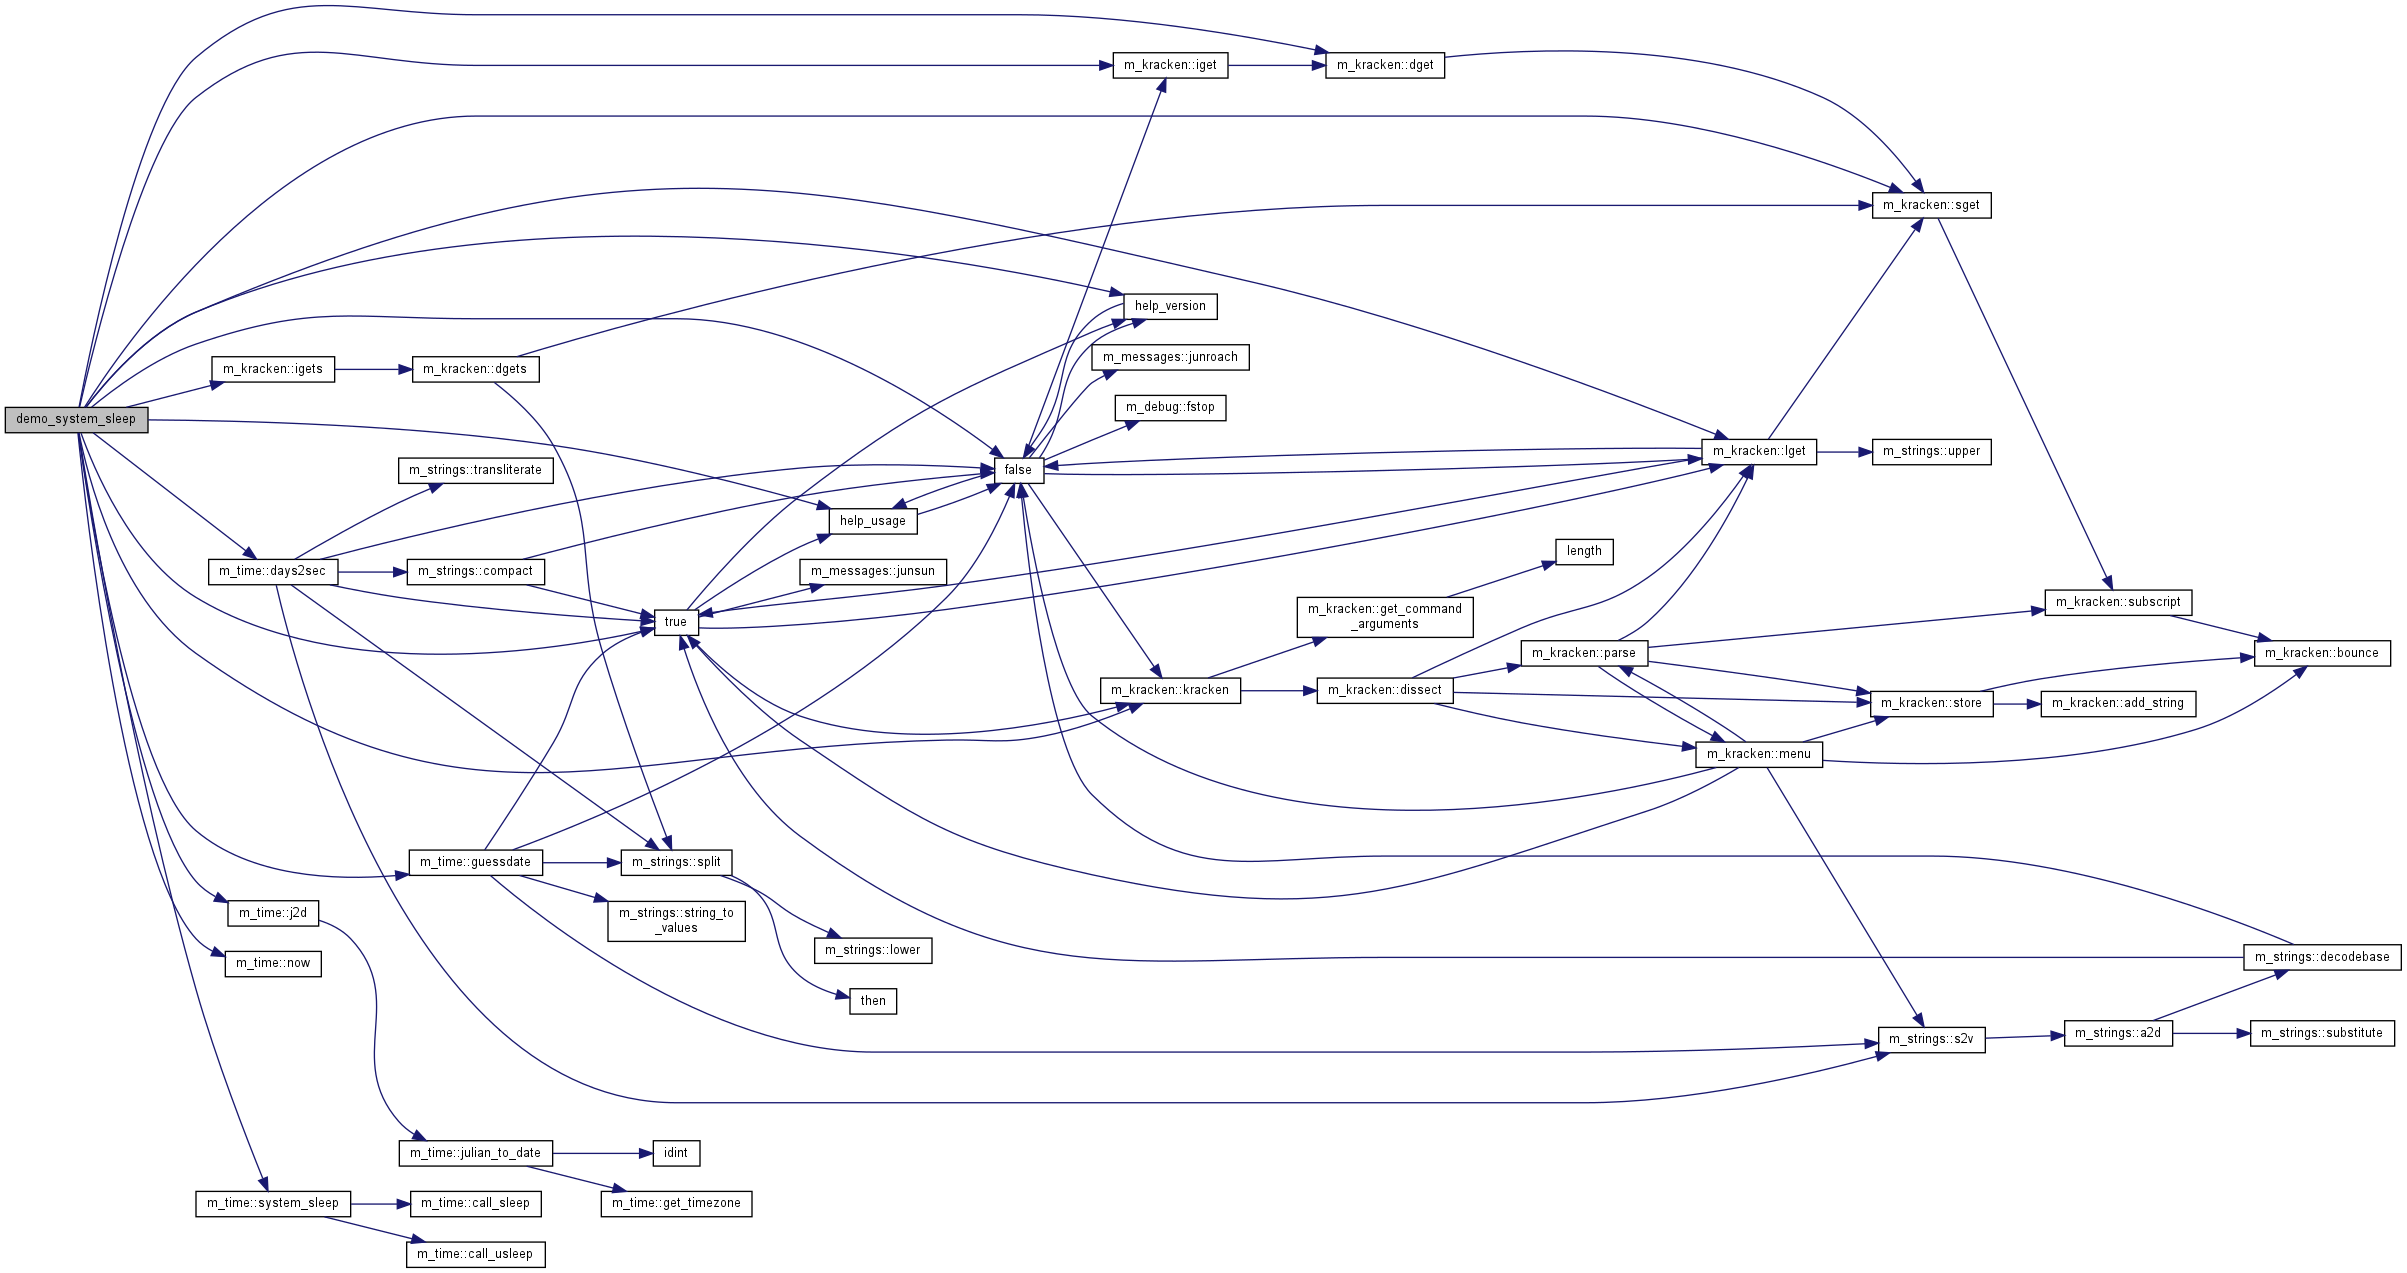 m_kracken::iget
m_kracken::dget
m_kracken::sget
help_version
m_messages::junroach
m_kracken::igets
m_kracken::dgets
m_debug::fstop
demo_system_sleep
m_strings::transliterate
false
m_kracken::lget
m_strings::upper
help_usage
length
m_time::days2sec
m_strings::compact
m_messages::junsun
m_kracken::subscript
true
m_kracken::get_command
_arguments
m_kracken::parse
m_kracken::bounce
m_kracken::kracken
m_kracken::dissect
m_kracken::store
m_kracken::add_string
m_kracken::menu
m_time::guessdate
m_strings::split
m_time::j2d
m_strings::string_to
_values
m_strings::lower
m_time::now
m_strings::decodebase
then
m_strings::s2v
m_strings::a2d
m_strings::substitute
m_time::julian_to_date
idint
m_time::system_sleep
m_time::call_sleep
m_time::get_timezone
m_time::call_usleep